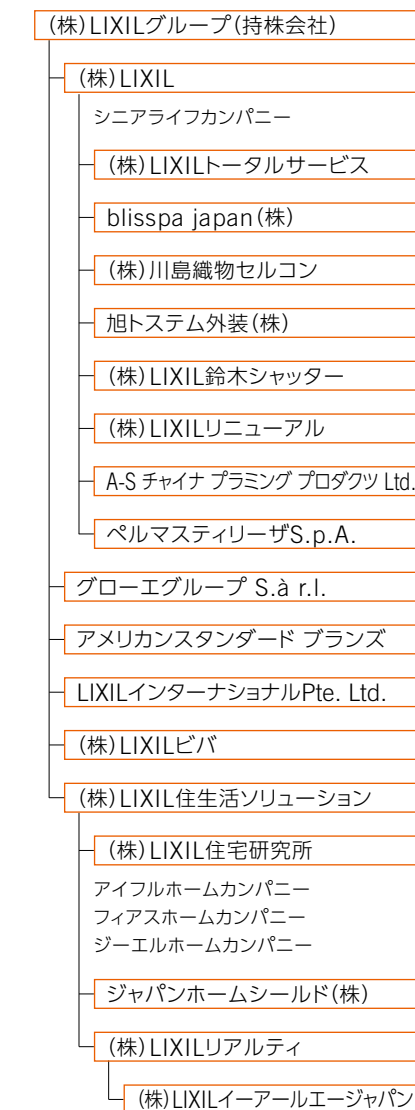 (株)LIXILグループ(持株会社)
(株)LIXIL
シニアライフカンパニー
(株)LIXILトータルサービス
blisspa japan(株)
(株)川島織物セルコン
旭トステム外装(株)
(株)LIXIL鈴木シャッター
(株)LIXILリニューアル
A-S チャイナ プラミング プロダクツ Ltd.
ペルマスティリーザS.p.A.
グローエグループ S.à r.l.
アメリカンスタンダード ブランズ
LIXILインターナショナルPte. Ltd.
(株)LIXILビバ
(株)LIXIL住生活ソリューション
(株)LIXIL住宅研究所
アイフルホームカンパニー
フィアスホームカンパニー
ジーエルホームカンパニー
ジャパンホームシールド(株)
(株)LIXILリアルティ
(株)LIXILイーアールエージャパン